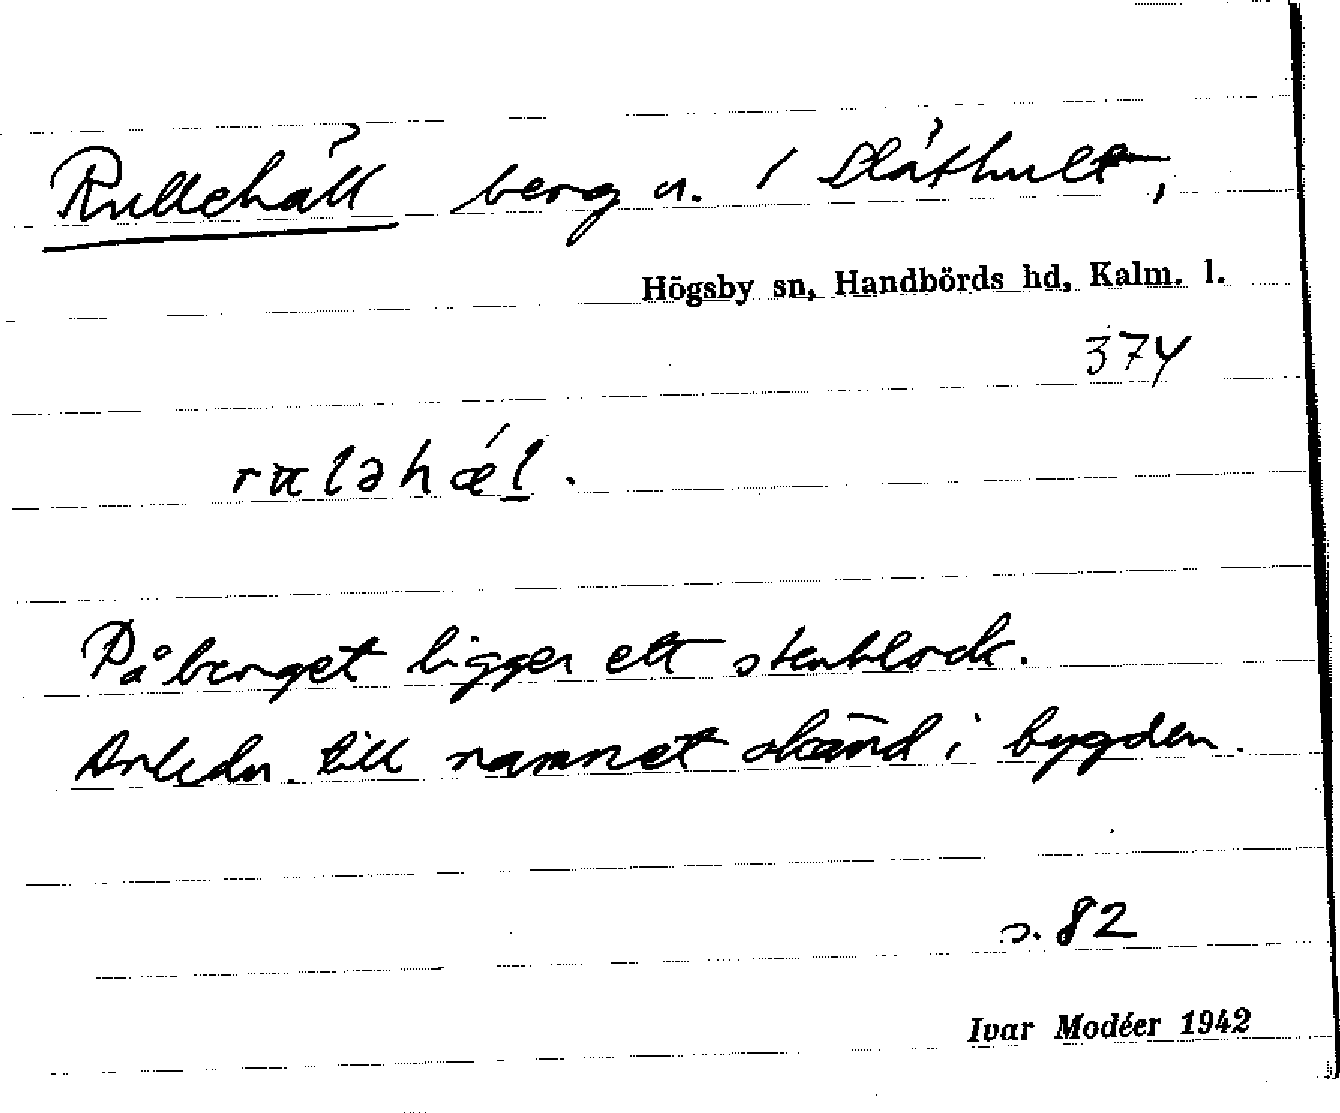 Rullehäll berg n. / Slåthult,
Högsby sn, Handbörds hd, Kalm. l.
374
rɯləhǽl.
På berget ligger ett stenblock.
Anledn. till namnet okänd i bygden.
s. 82
Ivar Modéer 1942